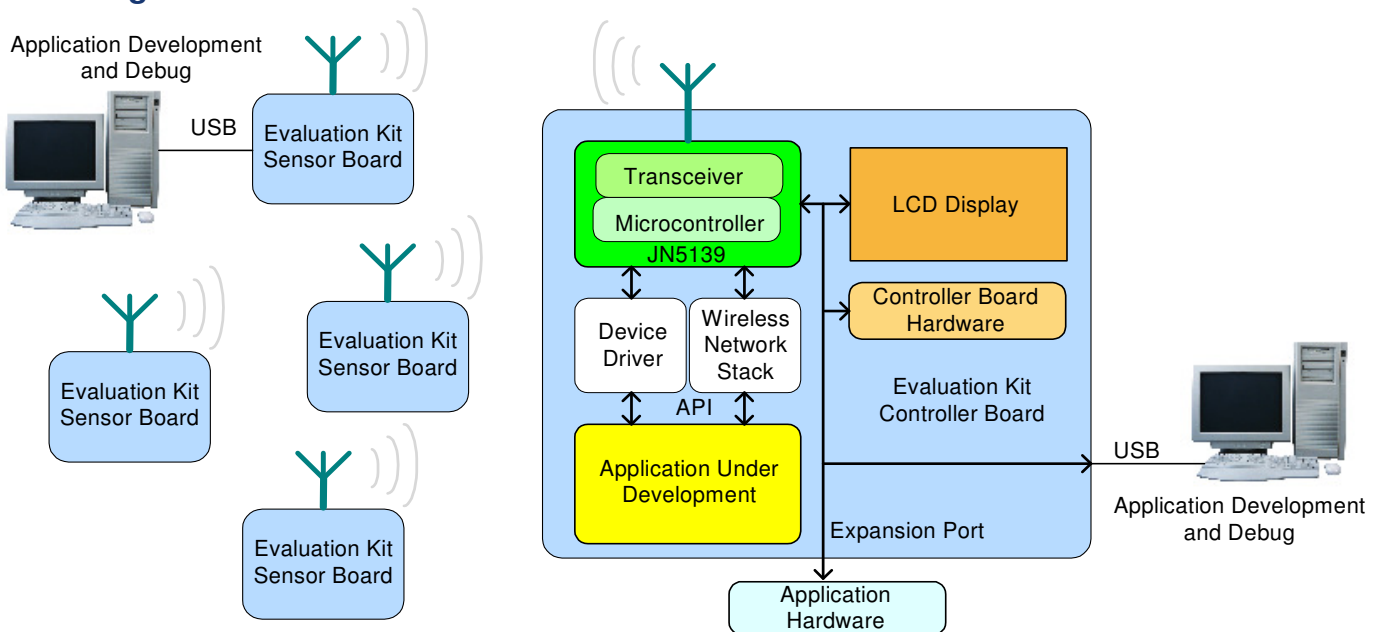 Application Development
and Debug
USB
Evaluation Kit
Sensor Board
Evaluation Kit
Sensor Board
Evaluation Kit
Sensor Board
Evaluation Kit
Sensor Board
Transceiver
Microcontroller
JN5139
LCD Display
Controller Board
Hardware
Device
Driver
Wireless
Network
Stack
API
Evaluation Kit
Controller Board
Application Under
Development
USB
Application Development
and Debug
Expansion Port
Application
Hardware